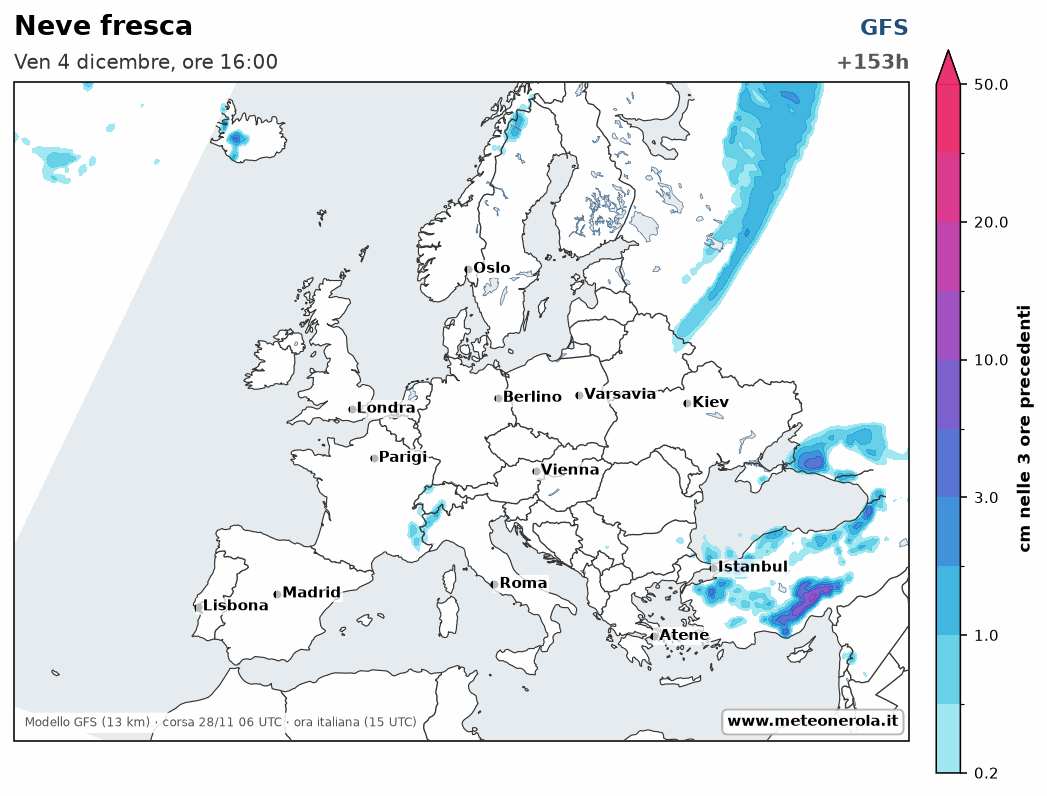 Neve fresca
GFS
Ven 4 dicembre, ore 16:00
+153h
50.0
20.0
10.0
3.0
1.0
0.2
cm nelle 3 ore precedenti
Oslo
Berlino
Varsavia
Kiev
Londra
Parigi
Vienna
Istanbul
Roma
Madrid
Lisbona
Atene
Modello GFS (13 km) · corsa 28/11 06 UTC · ora italiana (15 UTC)
www.meteonerola.it